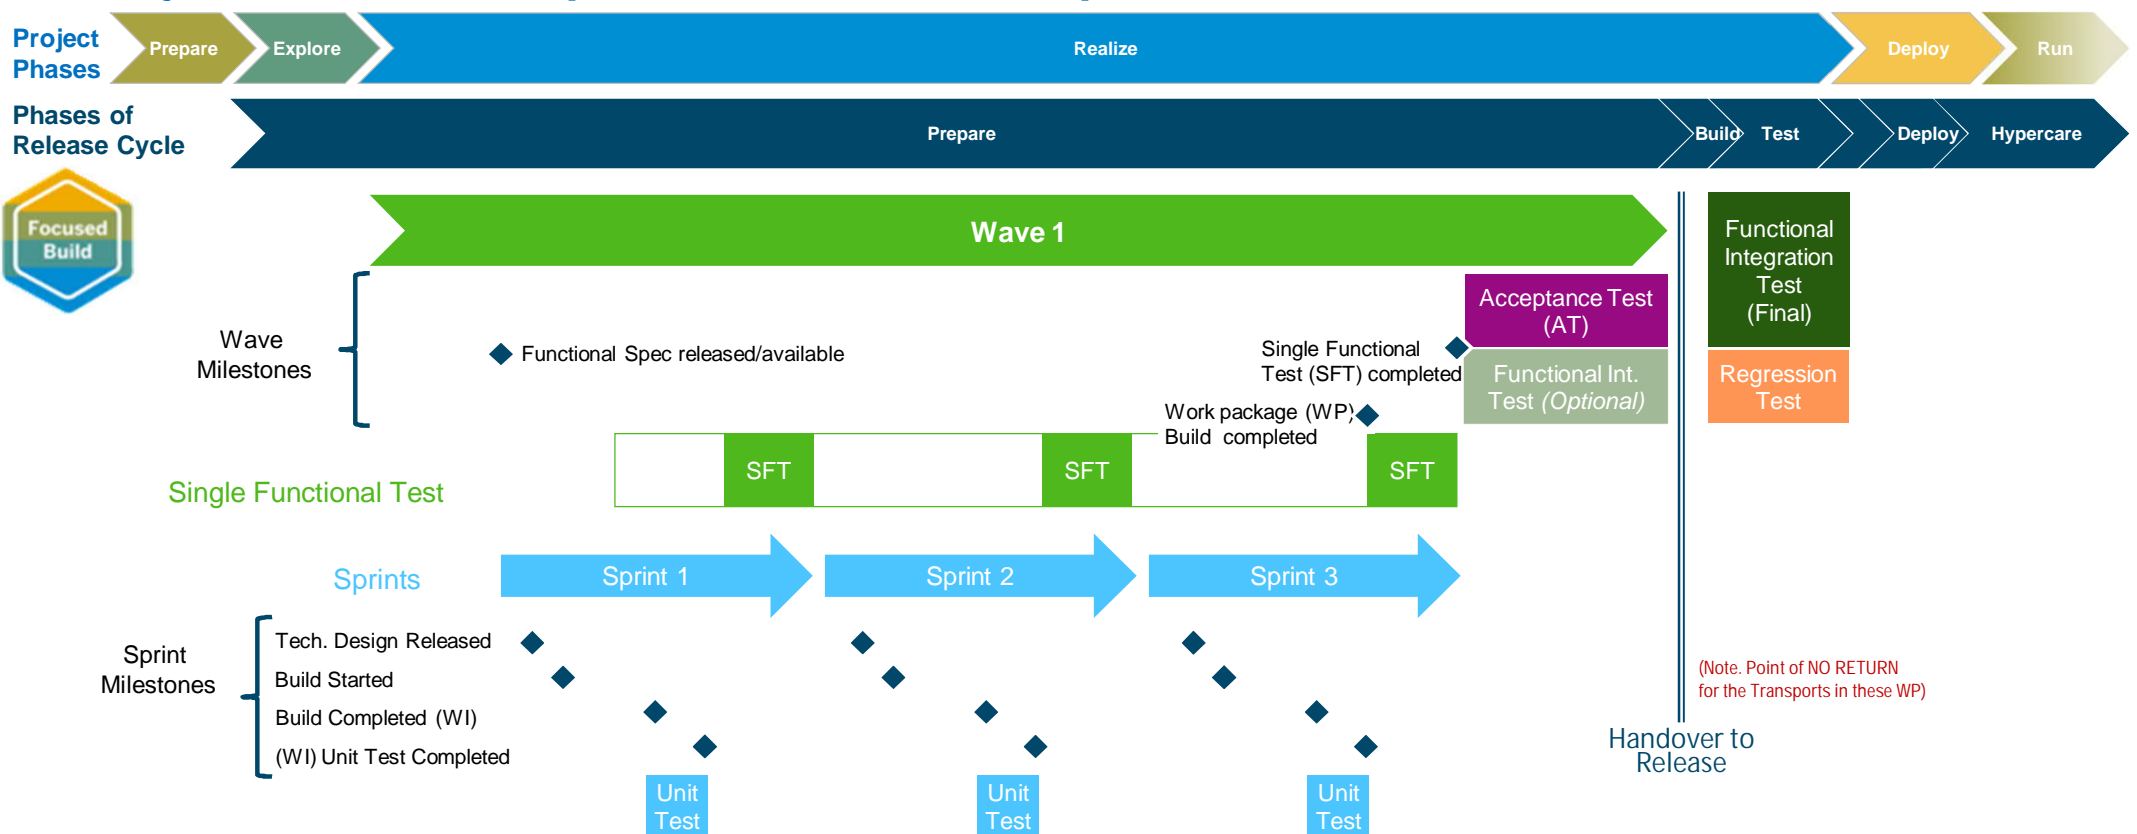 Project
Phases
Prepare
Explore
Realize
Deploy
Run
Phases of
Release Cycle
Prepare
Build
Test
Deploy
Hypercare
Focused
Build
Wave 1
Functional
Integration
Test
(Final)
Acceptance Test
(AT)
Wave
Milestones
Functional Spec released/available
Single Functional
Test (SFT) completed
Functional Int.
Test (Optional)
Regression
Test
Work package (WP)
Build completed
Single Functional Test
SFT
SFT
SFT
Sprints
Sprint 1
Sprint 2
Sprint 3
Sprint
Milestones
Tech. Design Released
Build Started
Build Completed (WI)
(WI) Unit Test Completed
(Note. Point of NO RETURN
for the Transports in these WP)
Handover to
Release
Unit
Test
Unit
Test
Unit
Test